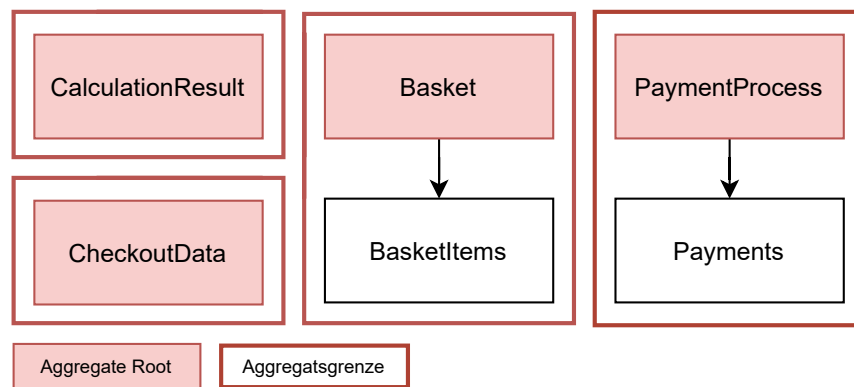 CalculationResult
Basket
PaymentProcess
CheckoutData
BasketItems
Payments
Aggregate Root
Aggregatsgrenze